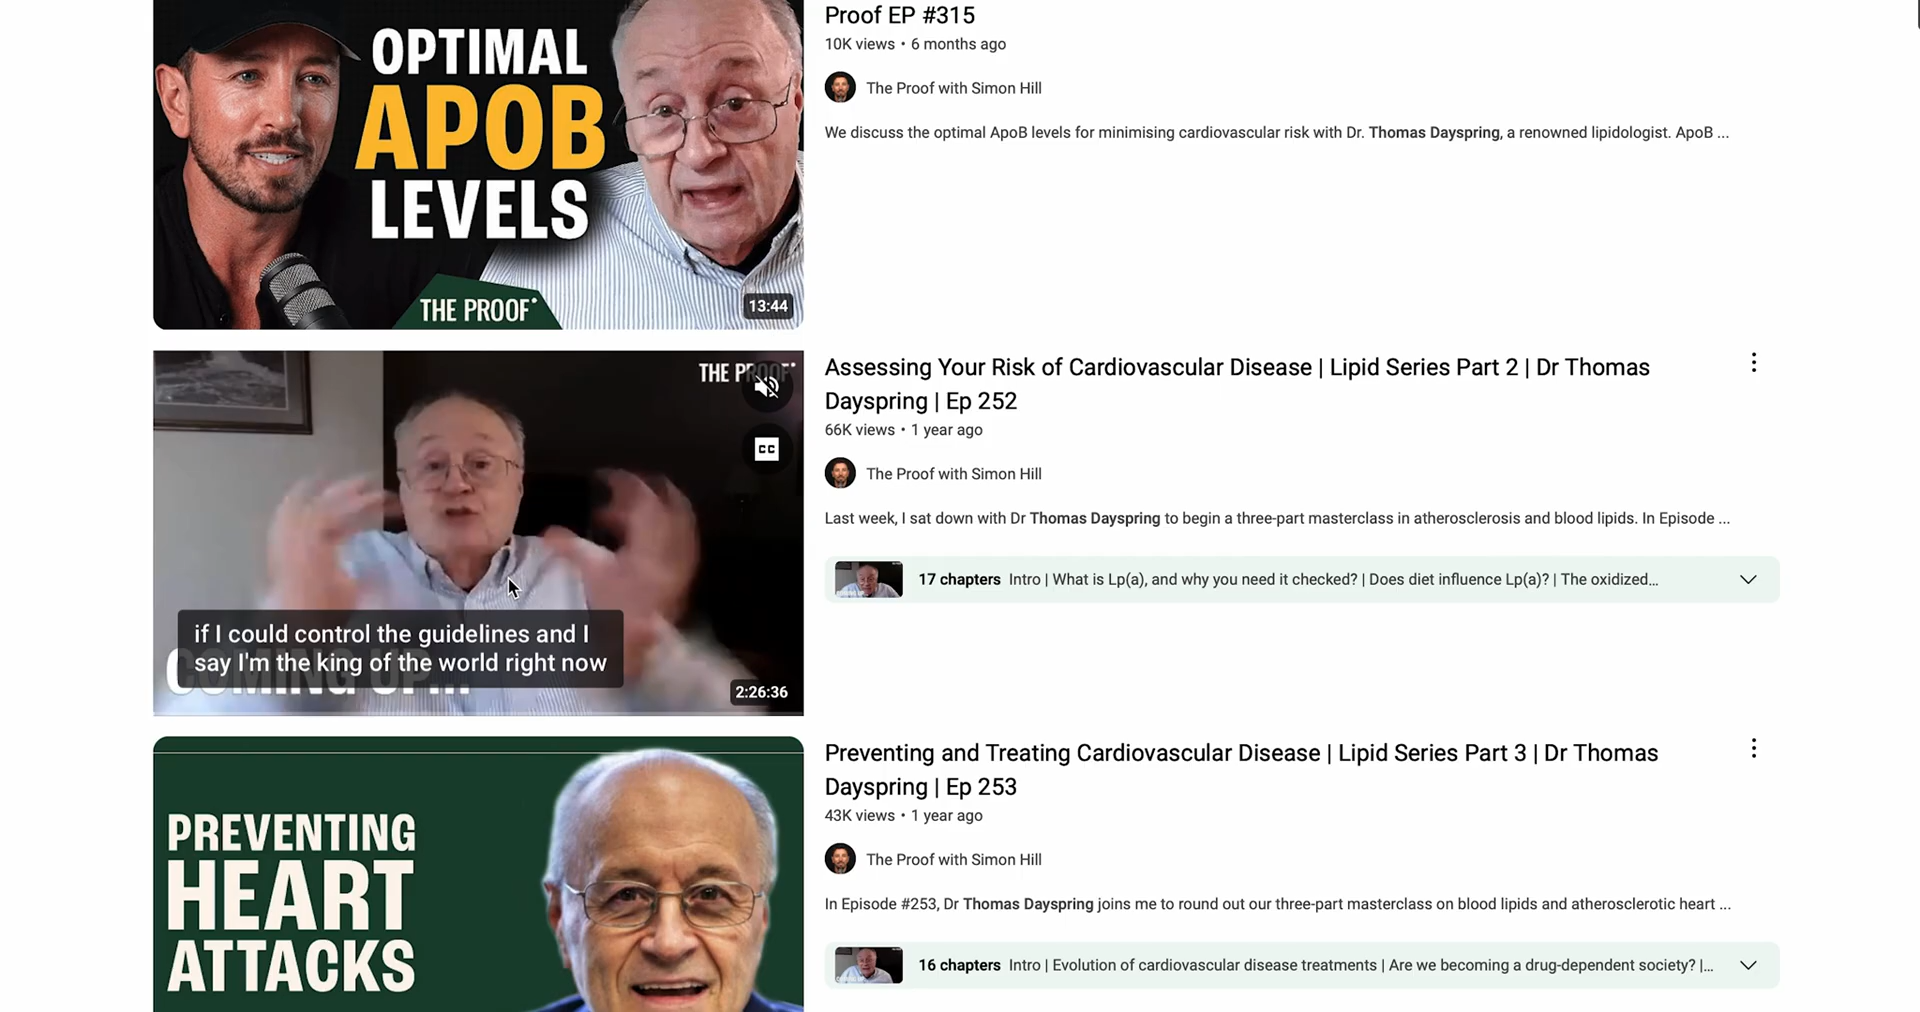 OPTIMAL
APOB
LEVELS
THE PROOF
13:44
Proof EP #315
10K views • 6 months ago
The Proof with Simon Hill
We discuss the optimal ApoB levels for minimising cardiovascular risk with Dr. Thomas Dayspring, a renowned lipidologist. ApoB ...
THE PROOF
CC
if I could control the guidelines and I
say I'm the king of the world right now
COMING UP...
2:26:36
Assessing Your Risk of Cardiovascular Disease | Lipid Series Part 2 | Dr Thomas
Dayspring | Ep 252
66K views • 1 year ago
The Proof with Simon Hill
Last week, I sat down with Dr Thomas Dayspring to begin a three-part masterclass in atherosclerosis and blood lipids. In Episode ...
17 chapters Intro | What is Lp(a), and why you need it checked? | Does diet influence Lp(a)? | The oxidized...
PREVENTING
HEART
ATTACKS
Preventing and Treating Cardiovascular Disease | Lipid Series Part 3 | Dr Thomas
Dayspring | Ep 253
43K views • 1 year ago
The Proof with Simon Hill
In Episode #253, Dr Thomas Dayspring joins me to round out our three-part masterclass on blood lipids and atherosclerotic heart ...
16 chapters Intro | Evolution of cardiovascular disease treatments | Are we becoming a drug-dependent society? |...